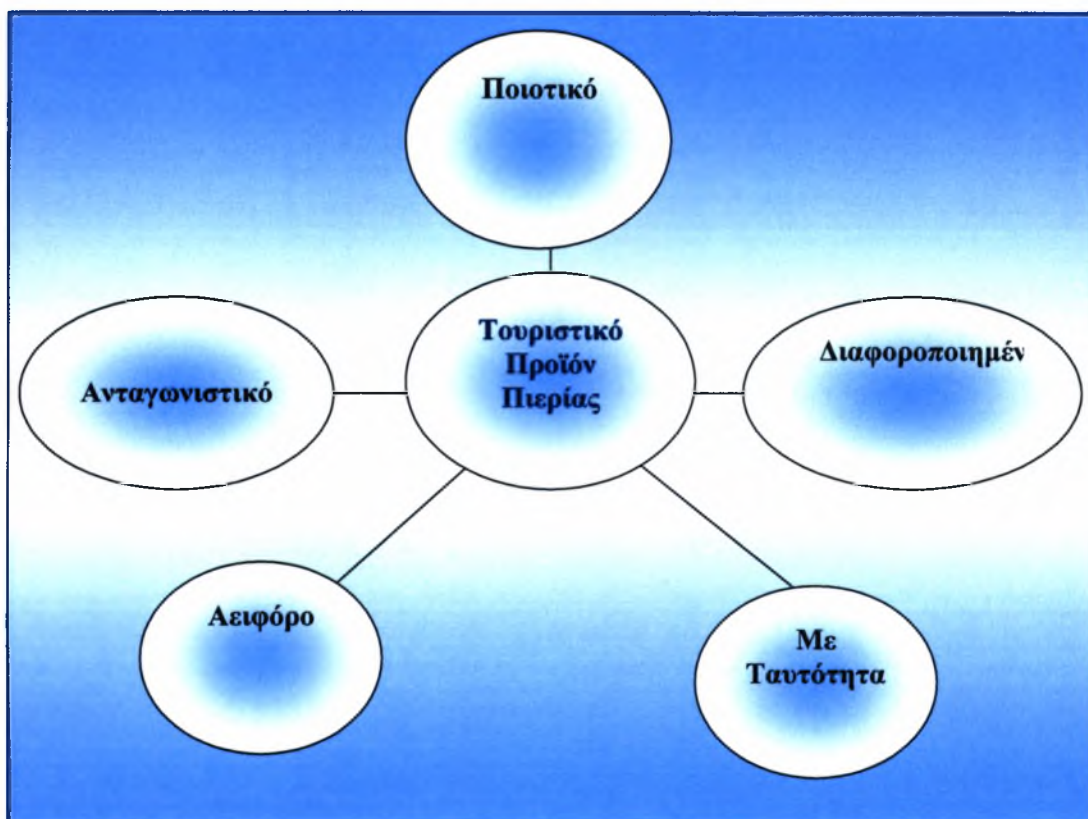 Ποιοτικό
Τουριστικό
Προϊόν
Πιερίας
Διαφοροποιημέν
Ανταγωνιστικό
Αειφόρο
Με
Ταυτότητα